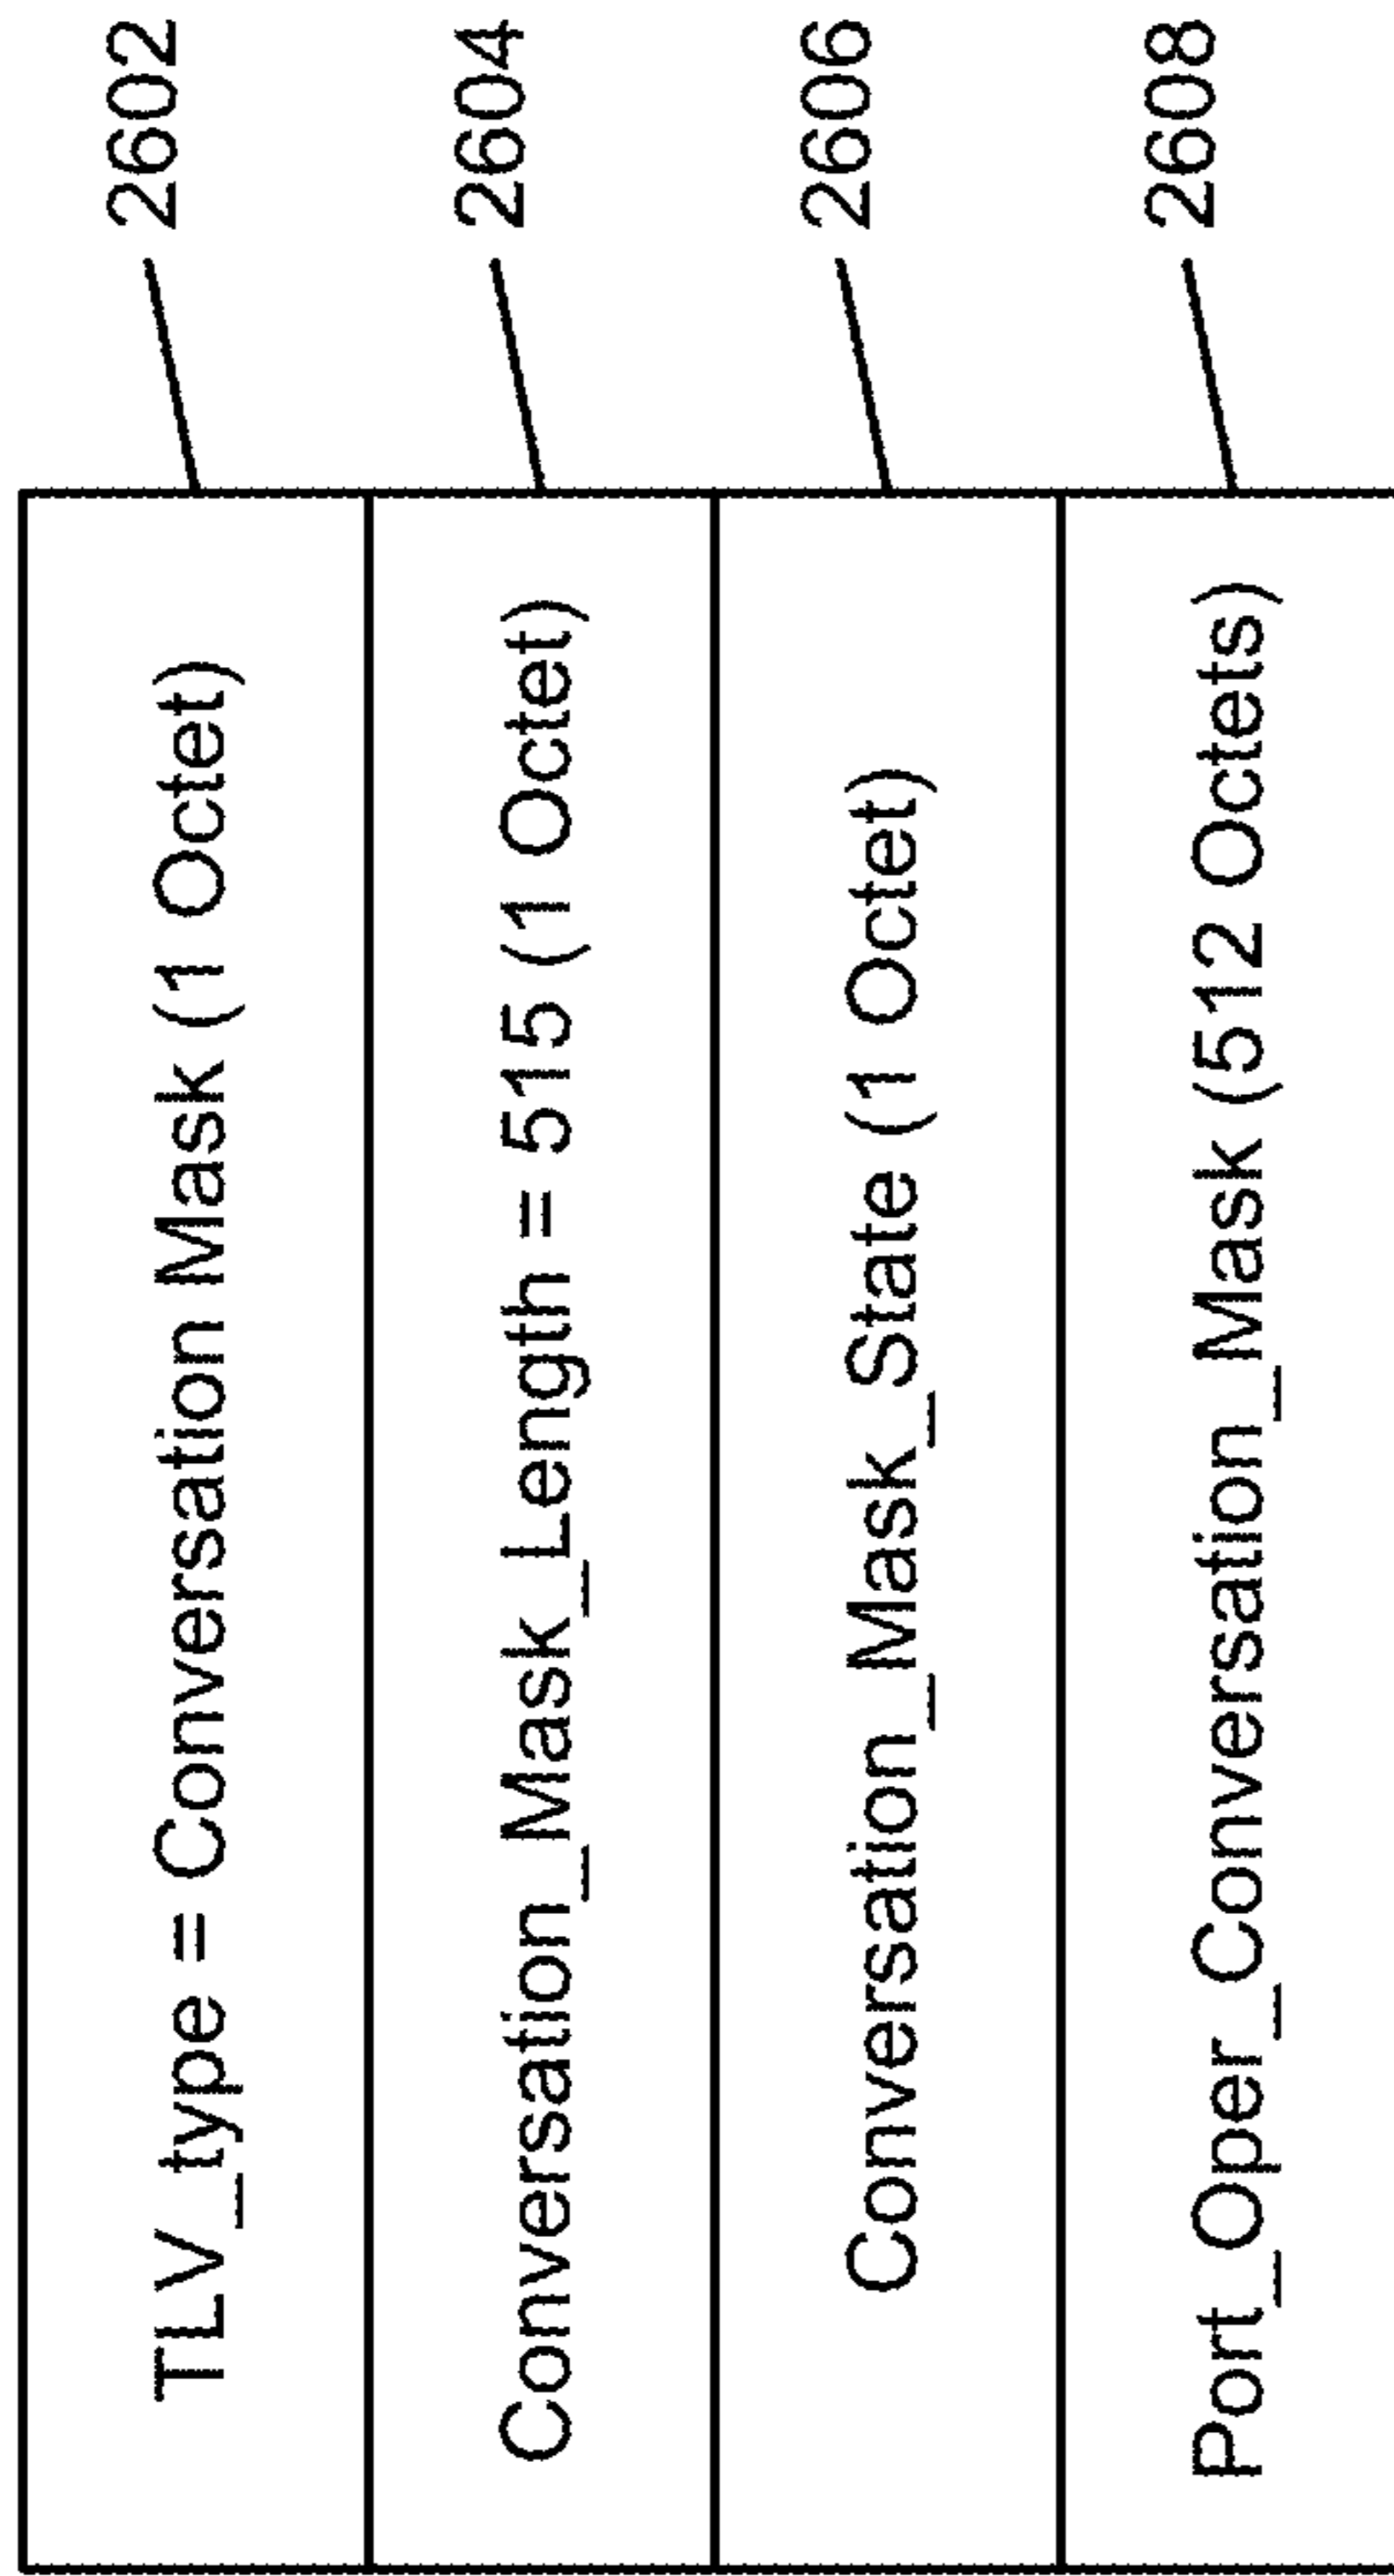 TLV_type = Conversation Mask (1 Octet) 2602
Conversation_Mask_Length = 515 (1 Octet) 2604
Conversation_Mask_State (1 Octet) 2606
Port_Oper_Conversation_Mask (512 Octets) 2608